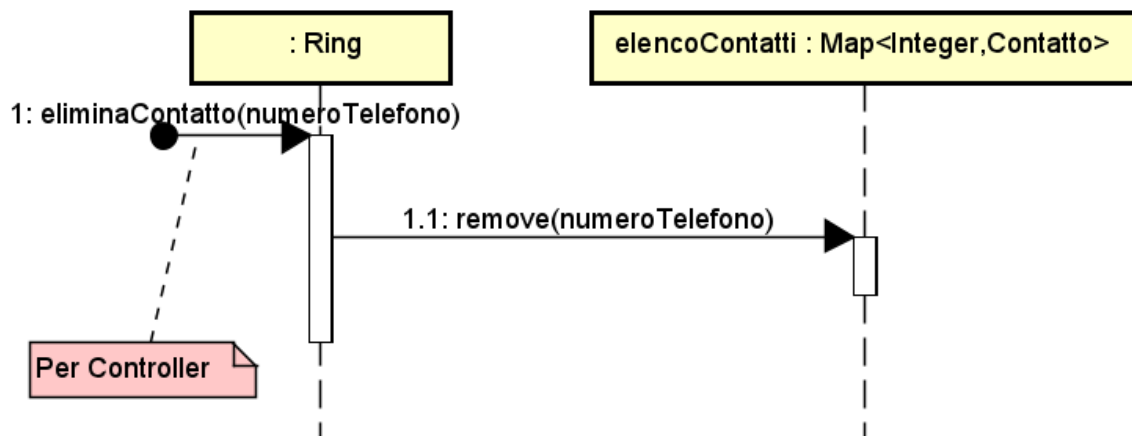 : Ring
elencoContatti : Map<Integer,Contatto>
1: eliminaContatto(numeroTelefono)
1.1: remove(numeroTelefono)
Per Controller